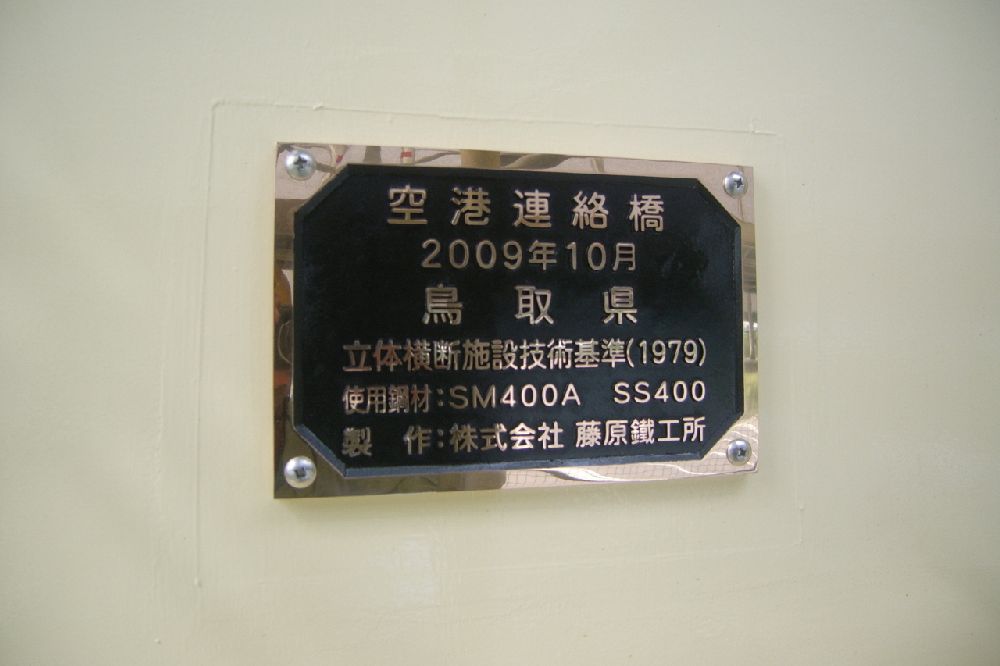 空港連絡橋
2009年10月
鳥取県
立体横断施設技術基準(1979)
使用鋼材:SM400A SS400
製 作:株式会社 藤原鐵工所